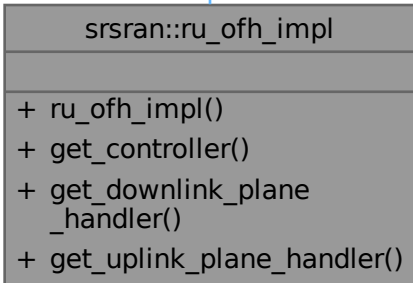 srsran::ru_ofh_impl
+ ru_ofh_impl()
+ get_controller()
+ get_downlink_plane
_handler()
+ get_uplink_plane_handler()